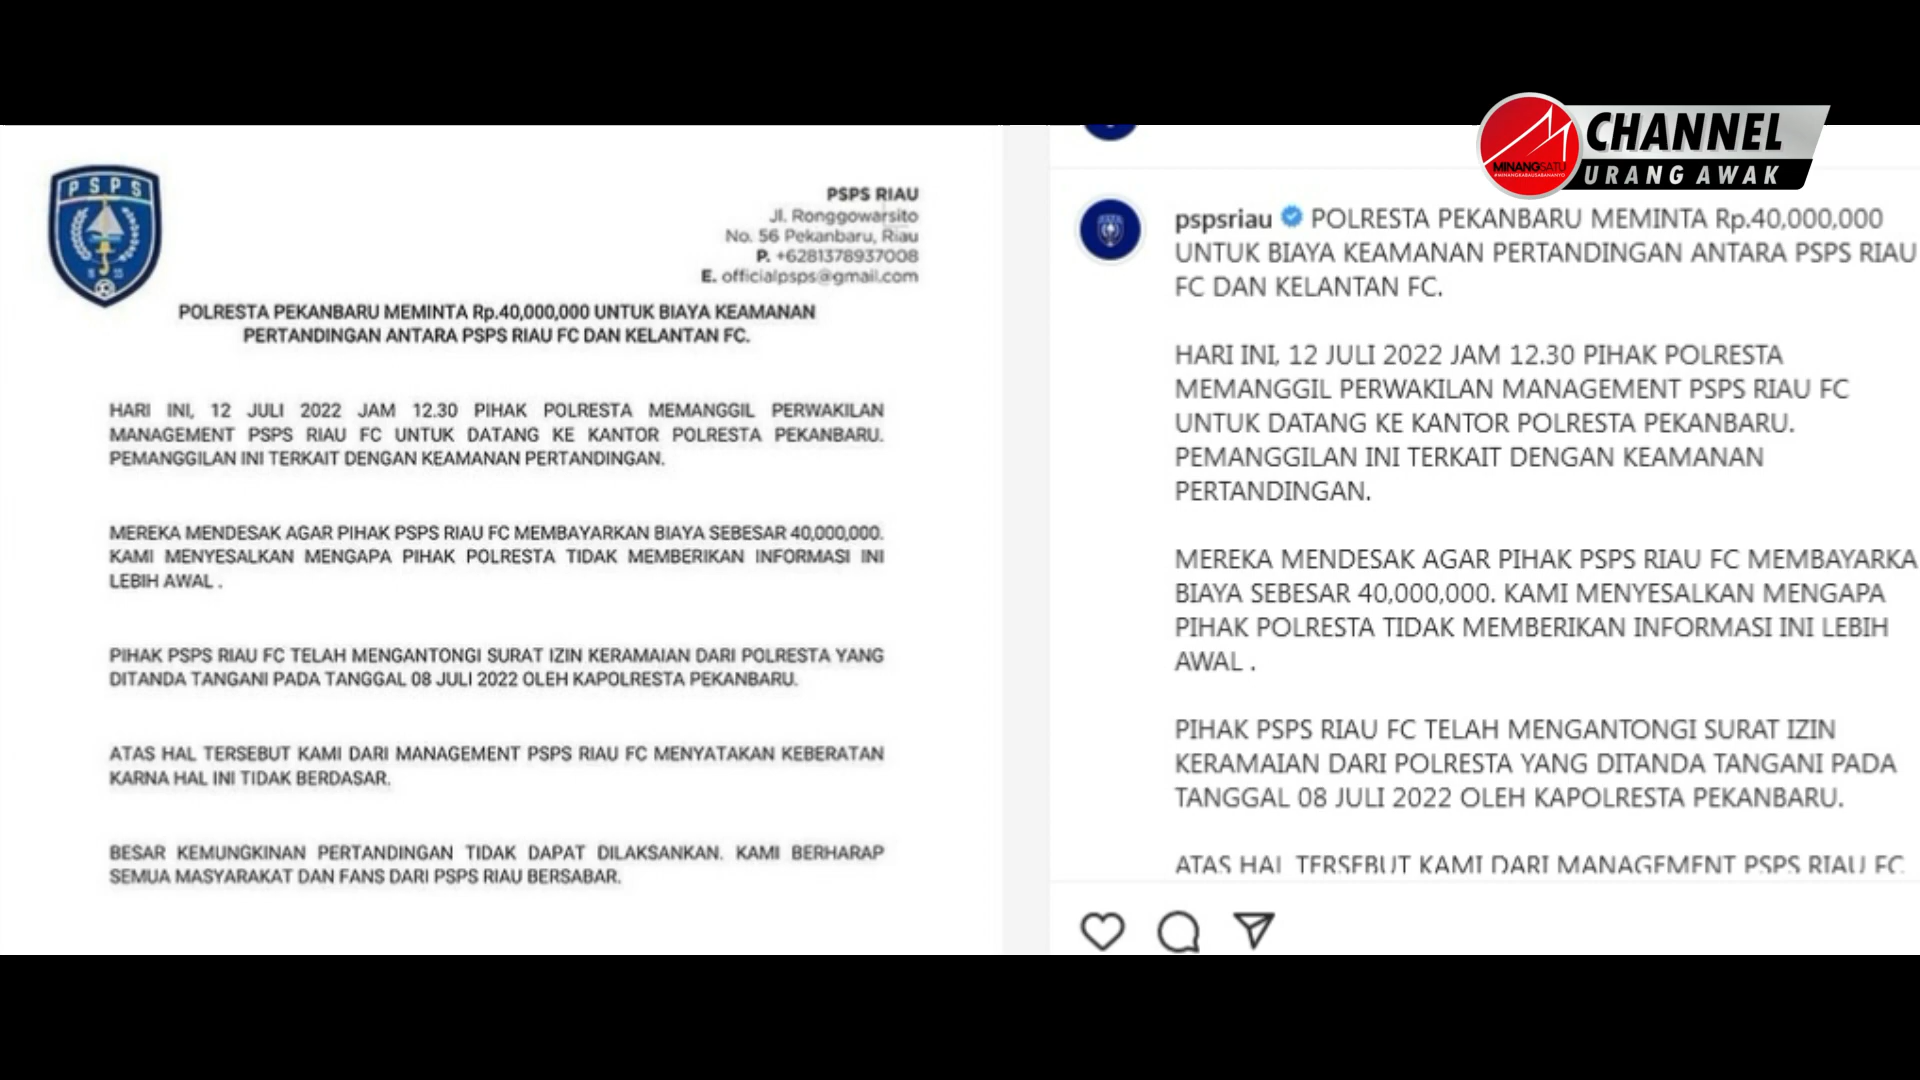 CHANNEL
MINANGSATU
URANG AWAK
PSPS
PSPS RIAU
Jl. Ronggowarsito
No. 56 Pekanbaru, Riau
P. +6281378937008
E. officialpsps@gmail.com
POLRESTA PEKANBARU MEMINTA Rp.40,000,000 UNTUK BIAYA KEAMANAN
PERTANDINGAN ANTARA PSPS RIAU FC DAN KELANTAN FC.
HARI INI, 12 JULI 2022 JAM 12.30 PIHAK POLRESTA MEMANGGIL PERWAKILAN
MANAGEMENT PSPS RIAU FC UNTUK DATANG KE KANTOR POLRESTA PEKANBARU.
PEMANGGILAN INI TERKAIT DENGAN KEAMANAN PERTANDINGAN.
MEREKA MENDESAK AGAR PIHAK PSPS RIAU FC MEMBAYARKAN BIAYA SEBESAR 40,000,000.
KAMI MENYESALKAN MENGAPA PIHAK POLRESTA TIDAK MEMBERIKAN INFORMASI INI
LEBIH AWAL .
PIHAK PSPS RIAU FC TELAH MENGANTONGI SURAT IZIN KERAMAIAN DARI POLRESTA YANG
DITANDA TANGANI PADA TANGGAL 08 JULI 2022 OLEH KAPOLRESTA PEKANBARU.
ATAS HAL TERSEBUT KAMI DARI MANAGEMENT PSPS RIAU FC MENYATAKAN KEBERATAN
KARNA HAL INI TIDAK BERDASAR.
BESAR KEMUNGKINAN PERTANDINGAN TIDAK DAPAT DILAKSANKAN. KAMI BERHARAP
SEMUA MASYARAKAT DAN FANS DARI PSPS RIAU BERSABAR.
pspsriau POLRESTA PEKANBARU MEMINTA Rp.40,000,000
UNTUK BIAYA KEAMANAN PERTANDINGAN ANTARA PSPS RIAU
FC DAN KELANTAN FC.
HARI INI, 12 JULI 2022 JAM 12.30 PIHAK POLRESTA
MEMANGGIL PERWAKILAN MANAGEMENT PSPS RIAU FC
UNTUK DATANG KE KANTOR POLRESTA PEKANBARU.
PEMANGGILAN INI TERKAIT DENGAN KEAMANAN
PERTANDINGAN.
MEREKA MENDESAK AGAR PIHAK PSPS RIAU FC MEMBAYARKA
BIAYA SEBESAR 40,000,000. KAMI MENYESALKAN MENGAPA
PIHAK POLRESTA TIDAK MEMBERIKAN INFORMASI INI LEBIH
AWAL .
PIHAK PSPS RIAU FC TELAH MENGANTONGI SURAT IZIN
KERAMAIAN DARI POLRESTA YANG DITANDA TANGANI PADA
TANGGAL 08 JULI 2022 OLEH KAPOLRESTA PEKANBARU.
ATAS HAL TERSEBUT KAMI DARI MANAGEMENT PSPS RIAU FC